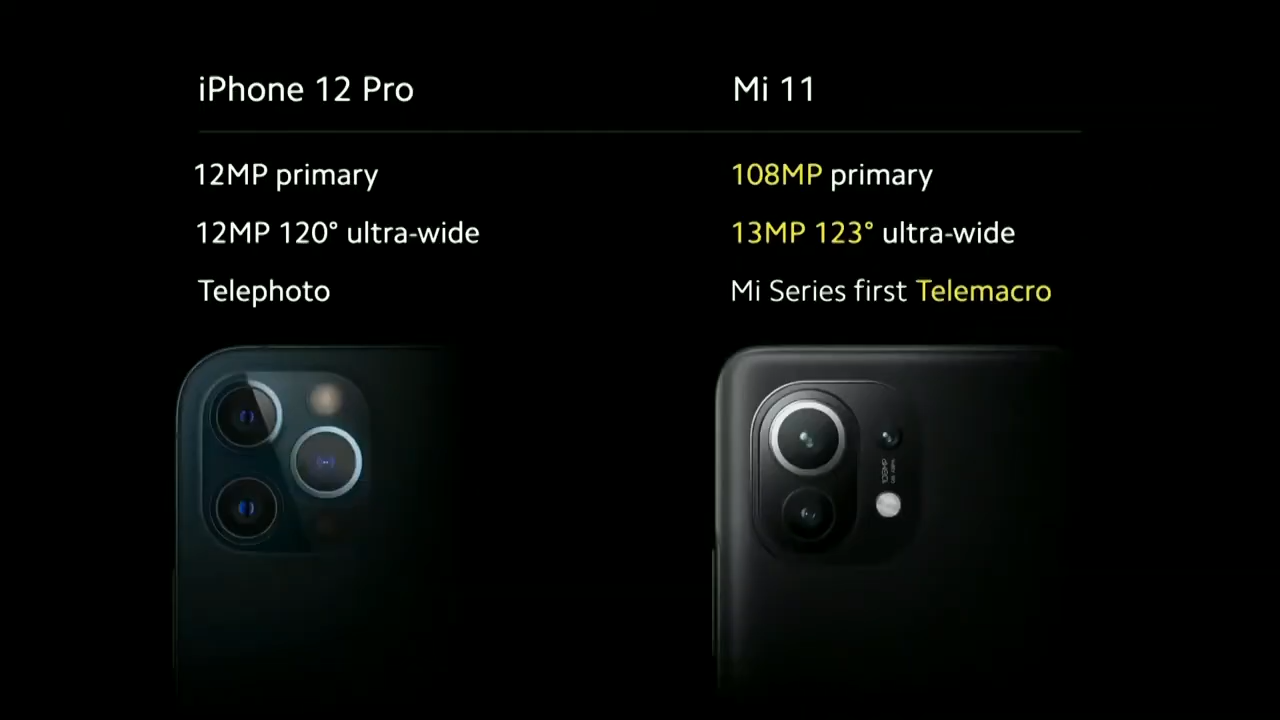 iPhone 12 Pro
Mi 11
12MP primary
108MP primary
12MP 120° ultra-wide
13MP 123° ultra-wide
Telephoto
Mi Series first Telemacro
108MP